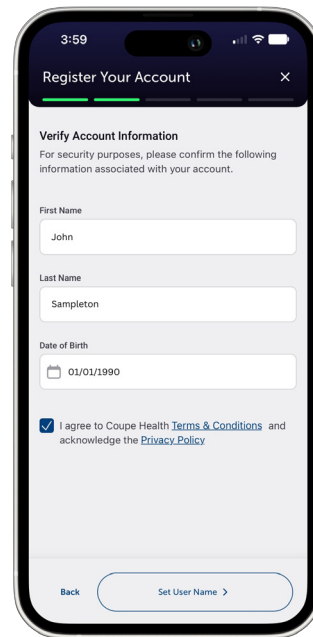 3:59
Register Your Account
Verify Account Information
For security purposes, please confirm the following
information associated with your account.
First Name
John
Last Name
Sampleton
Date of Birth
01/01/1990
I agree to Coupe Health Terms & Conditions and
acknowledge the Privacy Policy
Back
Set User Name